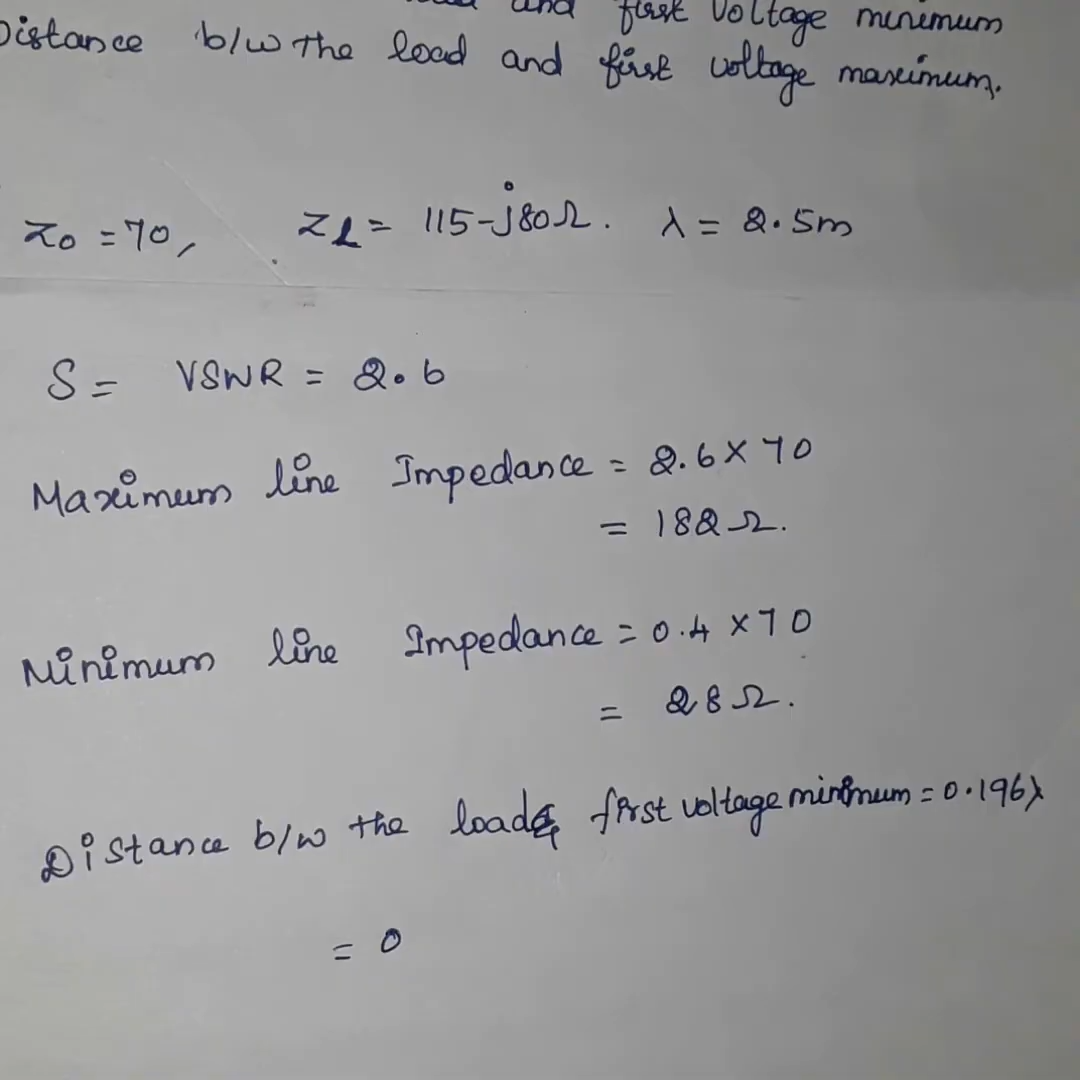 and first Voltage minimum
Distance b/w the load and first voltage maximum.
Z0 = 70, ZL = 115-j80Ω. λ = 2.5m
S = VSWR = 2.6
Maximum line Impedance = 2.6 × 70
= 182 Ω.
Minimum line Impedance = 0.4 × 70
= 28 Ω.
Distance b/w the load & first voltage minimum = 0.196λ
= 0